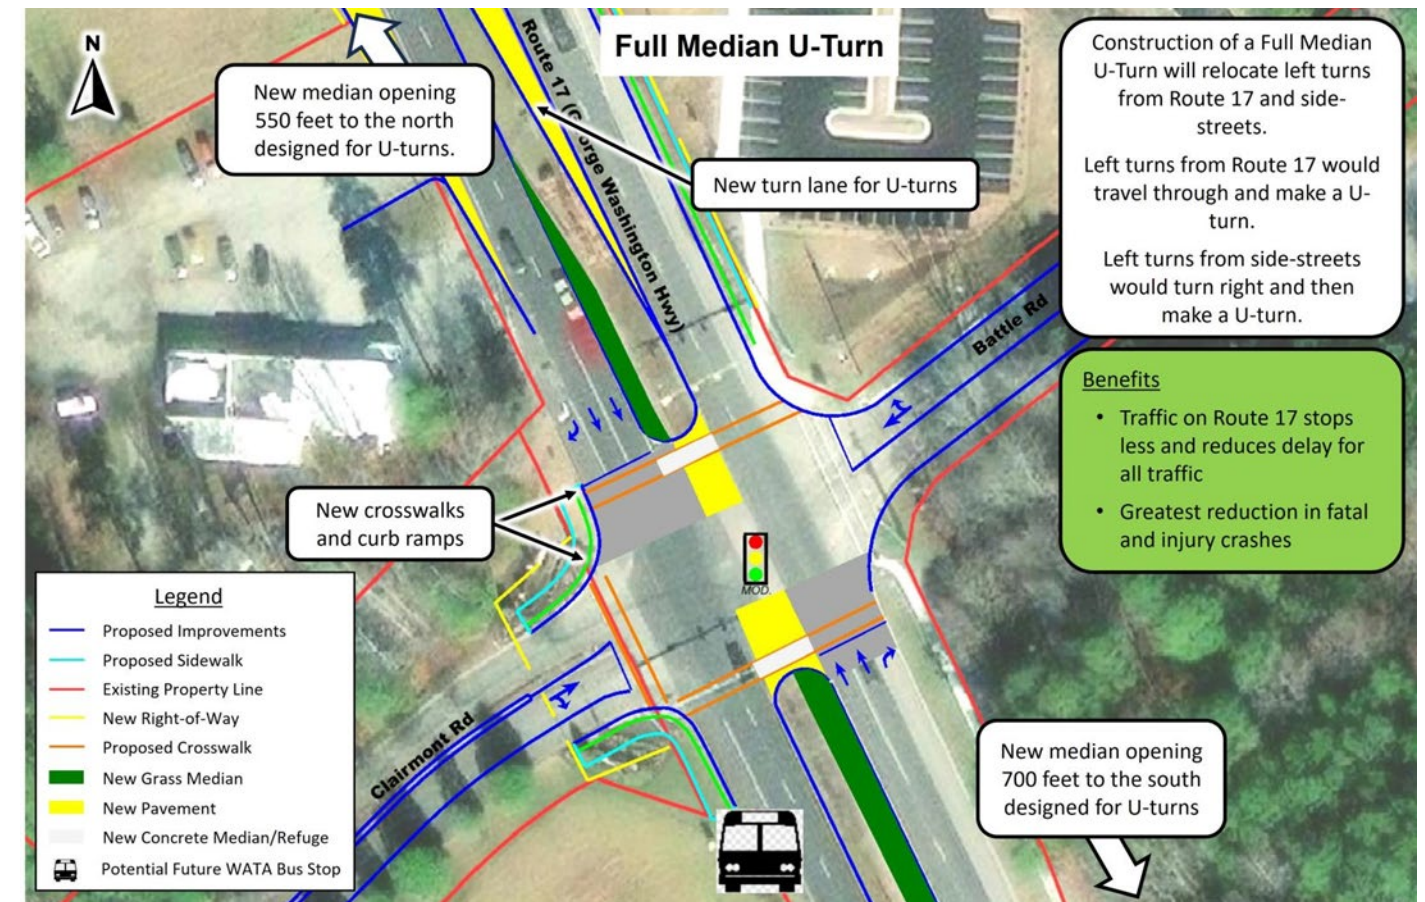 N
Full Median U-Turn
New median opening
550 feet to the north
designed for U-turns.
Route 17 (George Washington Hwy)
New turn lane for U-turns
Construction of a Full Median
U-Turn will relocate left turns
from Route 17 and side-
streets.
Left turns from Route 17 would
travel through and make a U-
turn.
Left turns from side-streets
would turn right and then
make a U-turn.
Battle Rd
Benefits
• Traffic on Route 17 stops
less and reduces delay for
all traffic
• Greatest reduction in fatal
and injury crashes
New crosswalks
and curb ramps
MOD.
Legend
Proposed Improvements
Proposed Sidewalk
Existing Property Line
New Right-of-Way
Proposed Crosswalk
New Grass Median
New Pavement
New Concrete Median/Refuge
Potential Future WATA Bus Stop
Clairmont Rd
New median opening
700 feet to the south
designed for U-turns